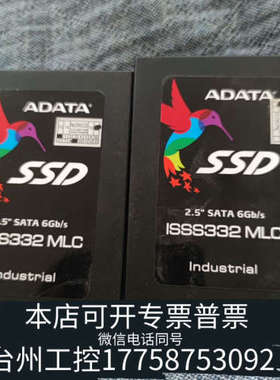 ADATA
SSD
.5" SATA 6Gb/s
S332 MLC
Industrial
ADATA
SSD
2.5" SATA 6Gb/s
ISSS332 MLC
Industrial
本店可开专票普票
微信电话同号
台州工控17758753092